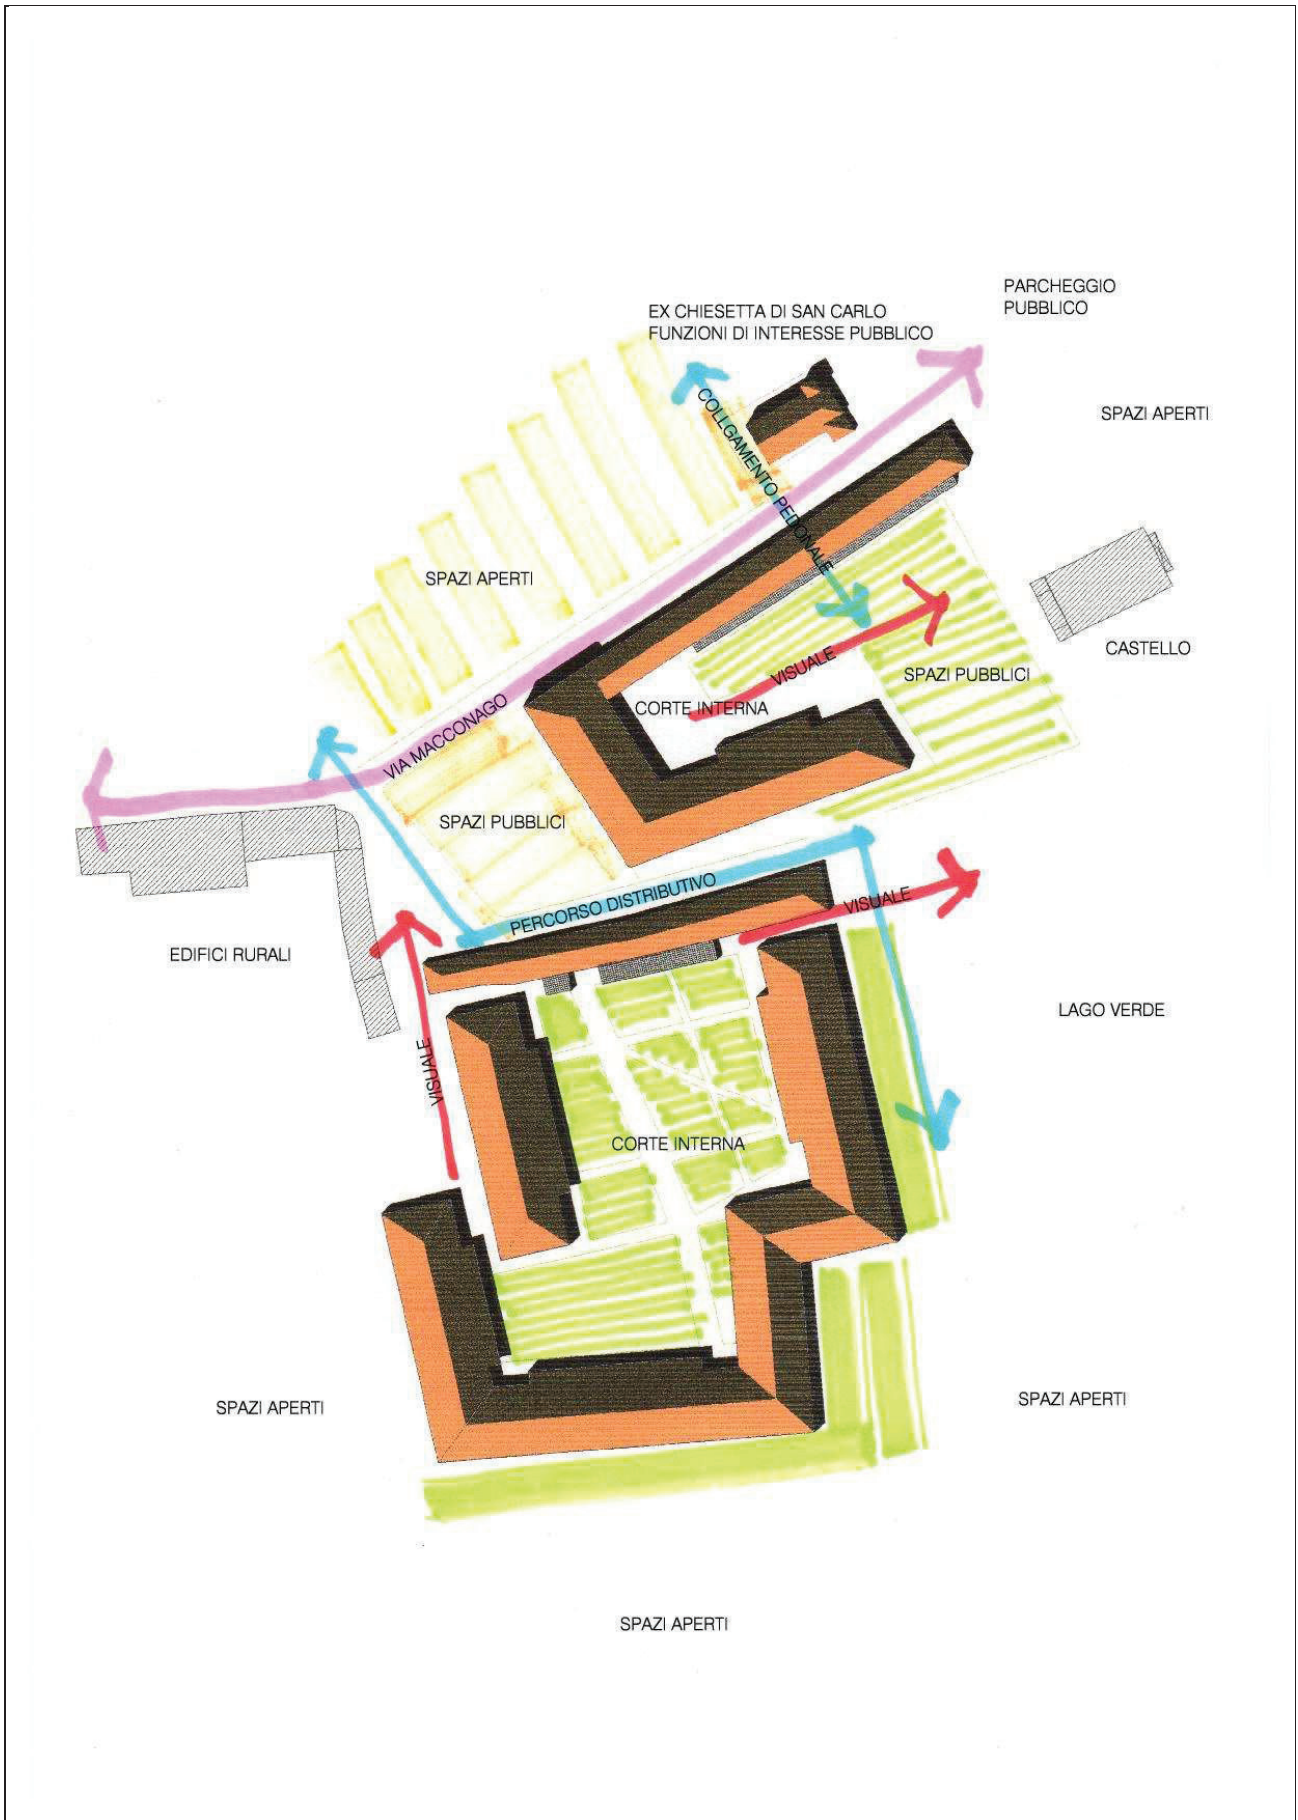 PARCHEGGIO
PUBBLICO
EX CHIESETTA DI SAN CARLO
FUNZIONI DI INTERESSE PUBBLICO
SPAZI APERTI
COLLGAMENTO PEDONALE
SPAZI APERTI
CASTELLO
VISUALE
SPAZI PUBBLICI
CORTE INTERNA
VIA MACCONAGO
SPAZI PUBBLICI
PERCORSO DISTRIBUTIVO
VISUALE
EDIFICI RURALI
LAGO VERDE
VISUALE
CORTE INTERNA
SPAZI APERTI
SPAZI APERTI
SPAZI APERTI